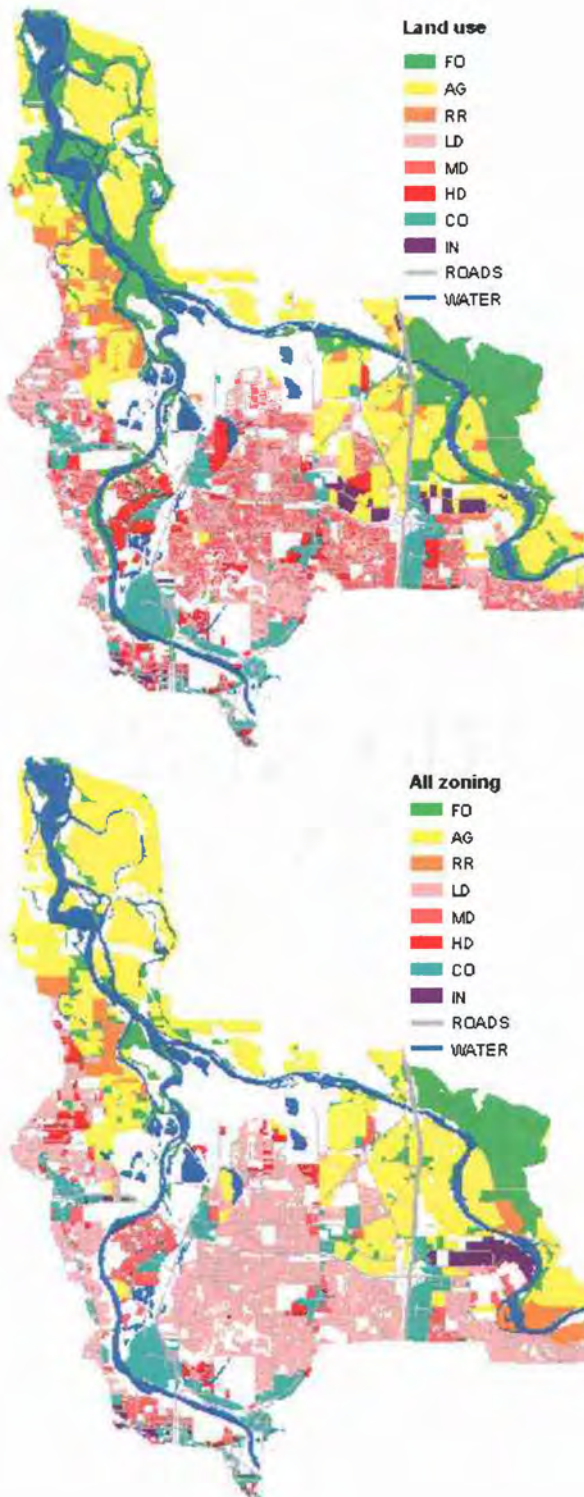 Land use
FO
AG
RR
LD
MD
HD
CO
IN
ROADS
WATER
All zoning
FO
AG
RR
LD
MD
HD
CO
IN
ROADS
WATER